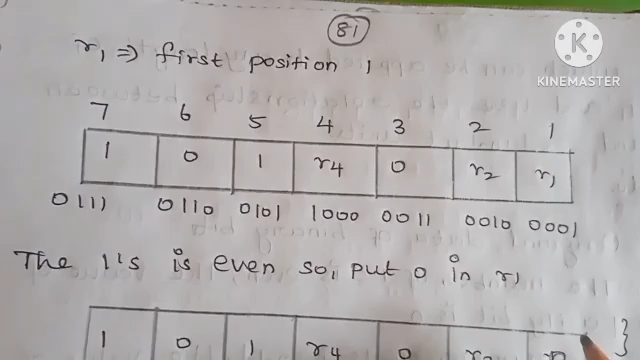 81
KINEMASTER
r1 ⇒ first position 1
7 6 5 4 3 2 1
1 0 1 r4 0 r2 r1
0111 0110 0101 1000 0011 0010 0001
The 1's is even so, put 0 in r1
1 0 1 r4 0